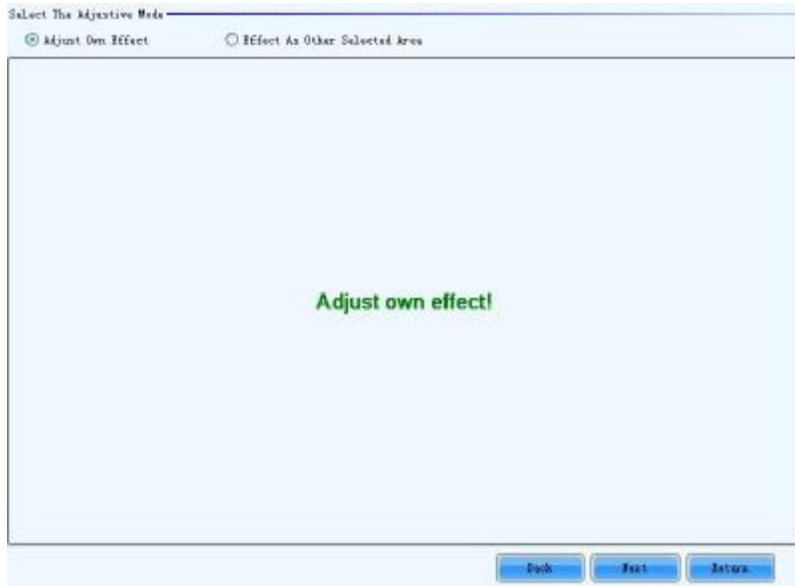 Select The Adjustive Mode
Adjust Own Effect Effect As Other Selected Area
Adjust own effect!
Back Next Return